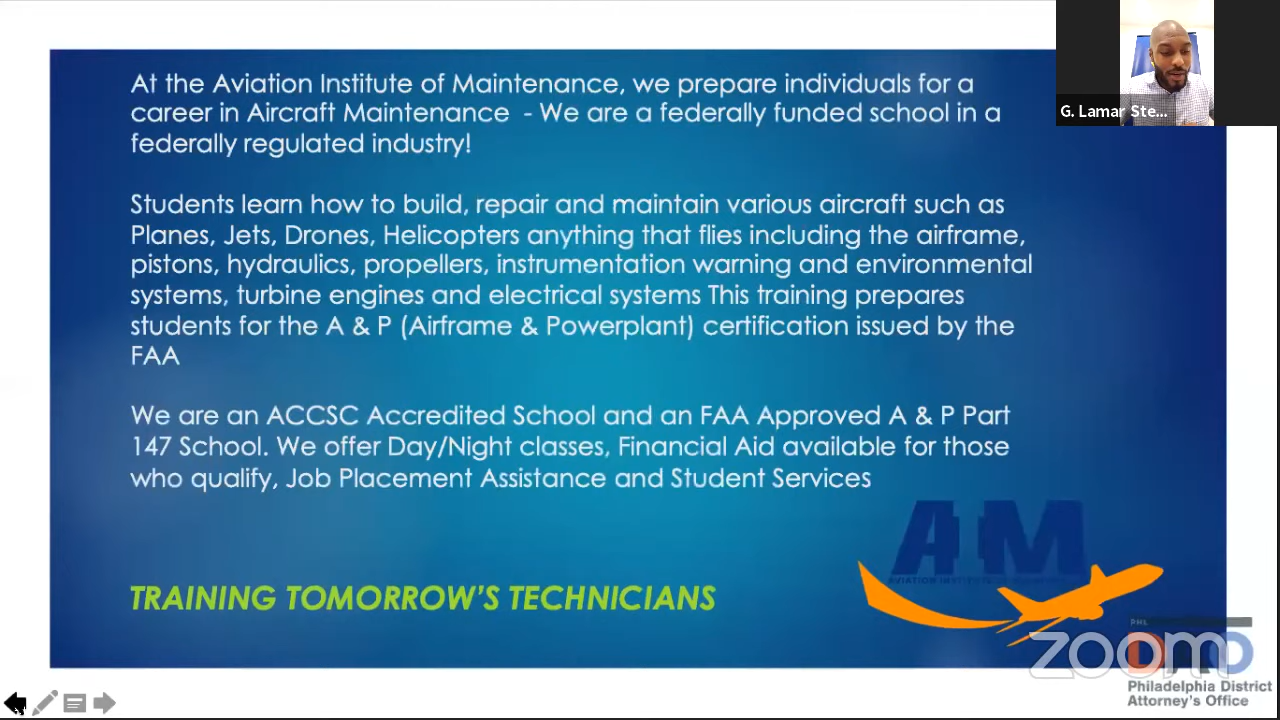 At the Aviation Institute of Maintenance, we prepare individuals for a
career in Aircraft Maintenance - We are a federally funded school in a
federally regulated industry!
Students learn how to build, repair and maintain various aircraft such as
Planes, Jets, Drones, Helicopters anything that flies including the airframe,
pistons, hydraulics, propellers, instrumentation warning and environmental
systems, turbine engines and electrical systems This training prepares
students for the A & P (Airframe & Powerplant) certification issued by the
FAA
We are an ACCSC Accredited School and an FAA Approved A & P Part
147 School. We offer Day/Night classes, Financial Aid available for those
who qualify, Job Placement Assistance and Student Services
TRAINING TOMORROW'S TECHNICIANS
G. Lamar Ste...
AIM
AVIATION INSTITUTE OF
PHL
DAO
zoom
Philadelphia District
Attorney's Office